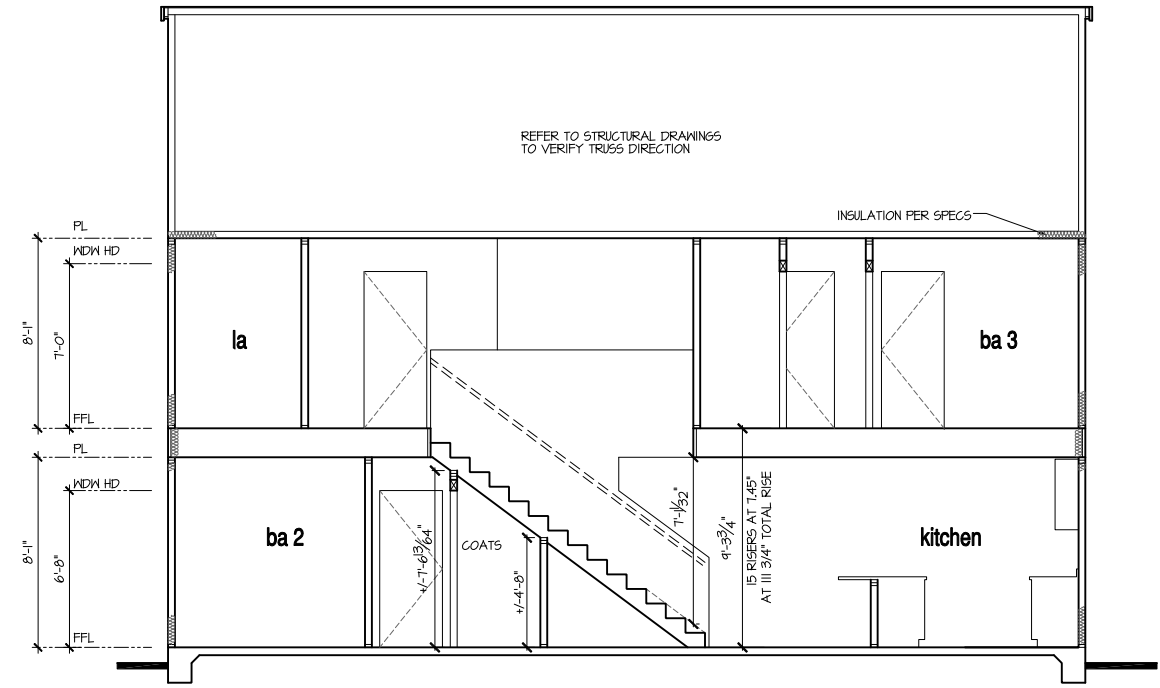 REFER TO STRUCTURAL DRAWINGS
TO VERIFY TRUSS DIRECTION
INSULATION PER SPECS
PL
WDW HD
8'-1"
7'-0"
la
ba 3
FFL
PL
WDW HD
8'-1"
6'-8"
ba 2
+/-7'-6 13/64"
COATS
+/-4'-8"
7'-1/32"
9'-3 3/4"
15 RISERS AT 7.45"
AT 111 3/4" TOTAL RISE
kitchen
FFL